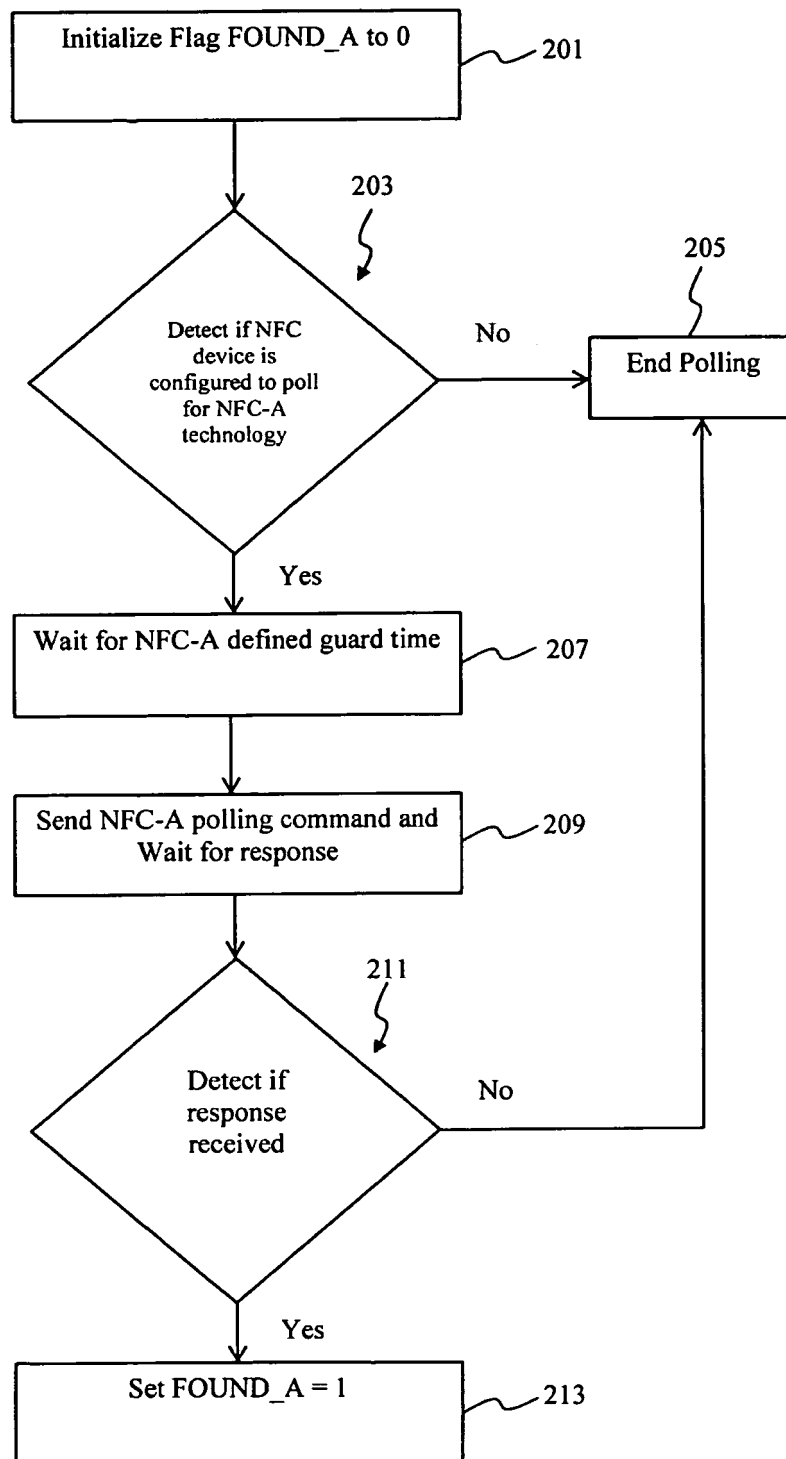 Initialize Flag FOUND_A to 0
201
203
Detect if NFC
device is
configured to poll
for NFC-A
technology
No
205
End Polling
Yes
Wait for NFC-A defined guard time
207
Send NFC-A polling command and
Wait for response
209
211
Detect if
response
received
No
Yes
Set FOUND_A = 1
213